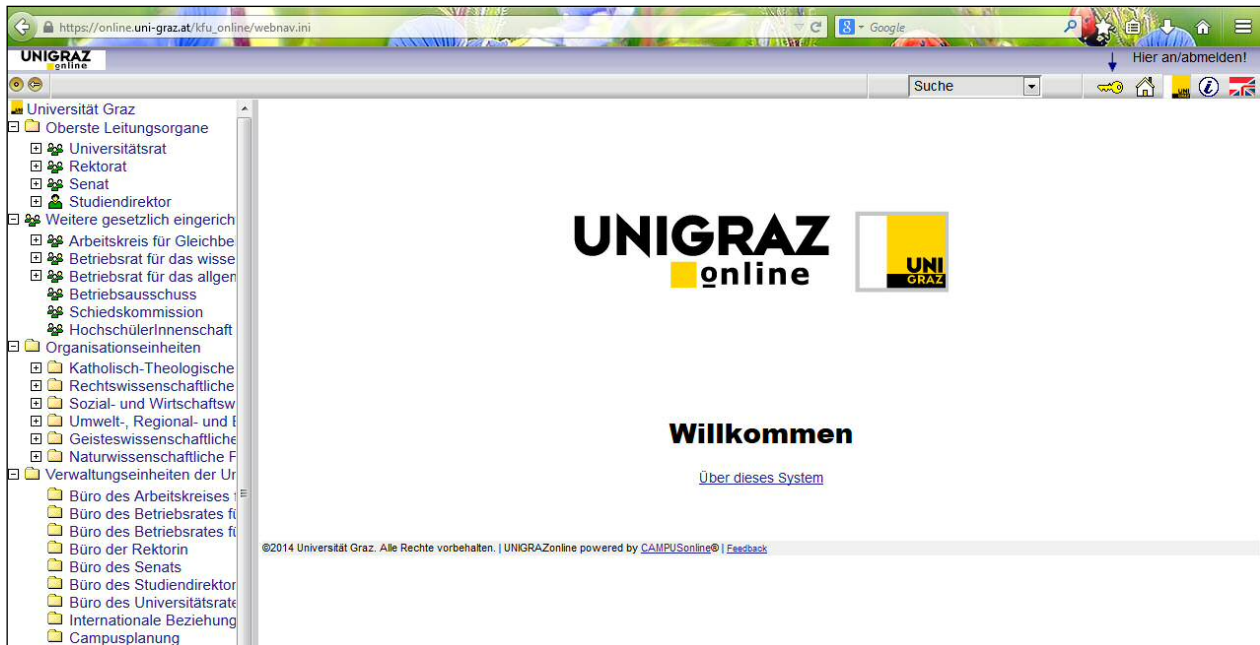 https://online.uni-graz.at/kfu_online/webnav.ini
8 Google
UNIGRAZ
online
Hier an/abmelden!
Suche
UNI
Universität Graz
Oberste Leitungsorgane
Universitätsrat
Rektorat
Senat
Studiendirektor
Weitere gesetzlich eingerich
Arbeitskreis für Gleichbe
Betriebsrat für das wisse
Betriebsrat für das allgen
Betriebsausschuss
Schiedskommission
HochschülerInnenschaft
Organisationseinheiten
Katholisch-Theologische
Rechtswissenschaftliche
Sozial- und Wirtschaftsw
Umwelt-, Regional- und E
Geisteswissenschaftliche
Naturwissenschaftliche F
Verwaltungseinheiten der Un
Büro des Arbeitskreises f
Büro des Betriebsrates fü
Büro des Betriebsrates fü
Büro der Rektorin
Büro des Senats
Büro des Studiendirektor
Büro des Universitätsrate
Internationale Beziehung
Campusplanung
UNIGRAZ
online
UNI
GRAZ
Willkommen
Über dieses System
©2014 Universität Graz. Alle Rechte vorbehalten. | UNIGRAZonline powered by CAMPUSonline® | Feedback